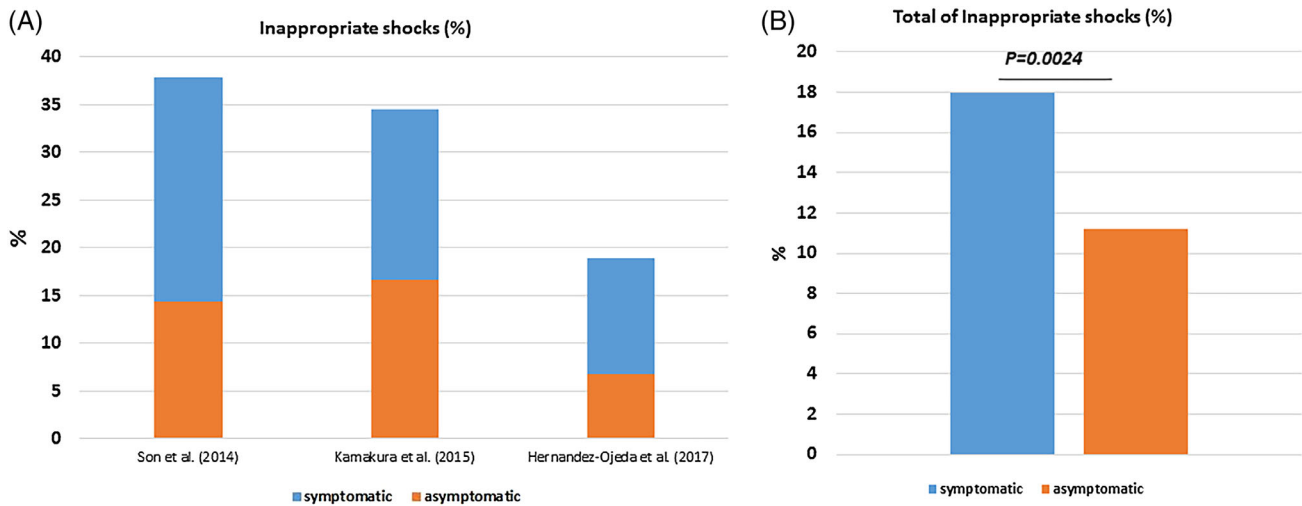 (A)
Inappropriate shocks (%)
40
35
30
25
20
15
10
5
0
%
Son et al. (2014)
Kamakura et al. (2015)
Hernandez-Ojeda et al. (2017)
symptomatic
asymptomatic
(B)
Total of Inappropriate shocks (%)
P=0.0024
20
18
16
14
12
10
8
6
4
2
0
%
symptomatic
asymptomatic